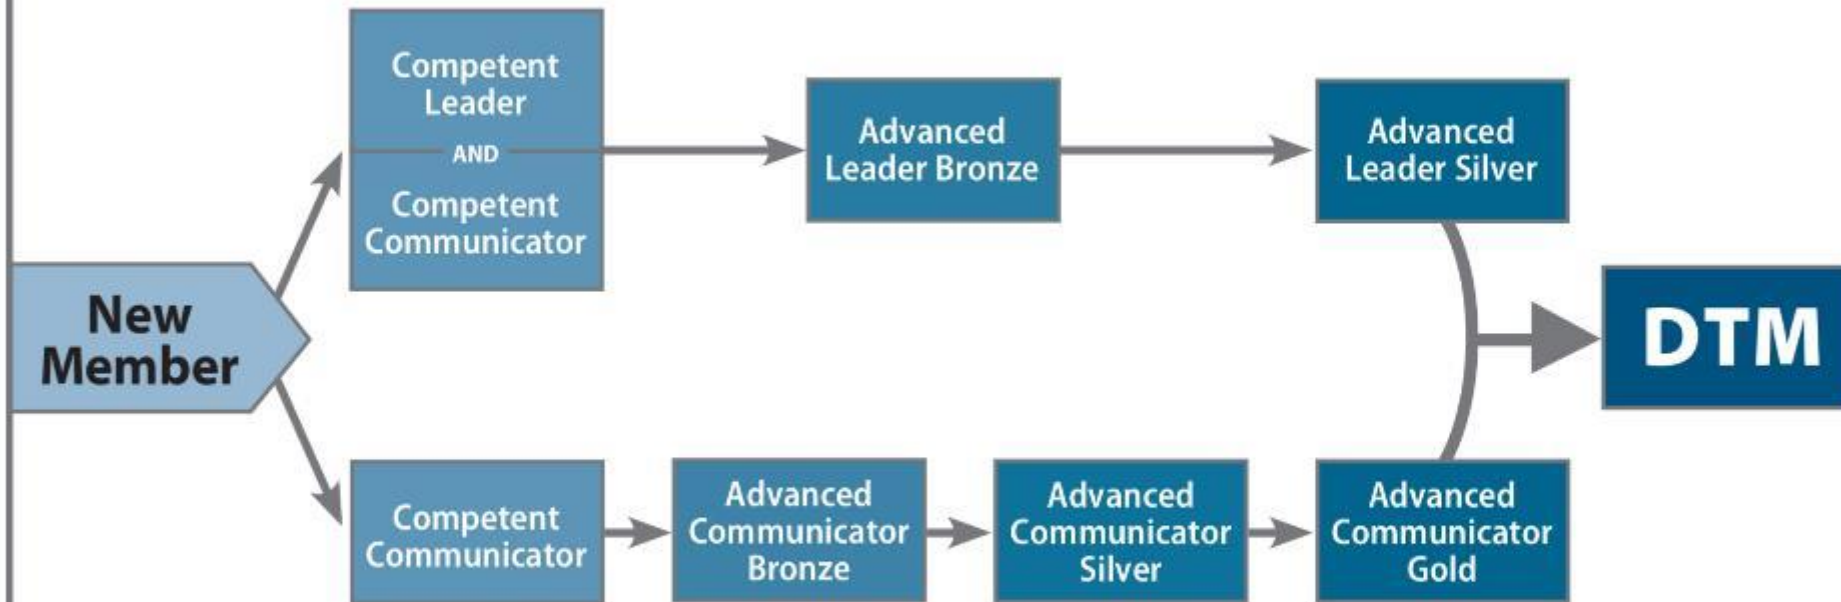 New
Member
Competent
Leader
AND
Competent
Communicator
Advanced
Leader Bronze
Advanced
Leader Silver
Competent
Communicator
Advanced
Communicator
Bronze
Advanced
Communicator
Silver
Advanced
Communicator
Gold
DTM